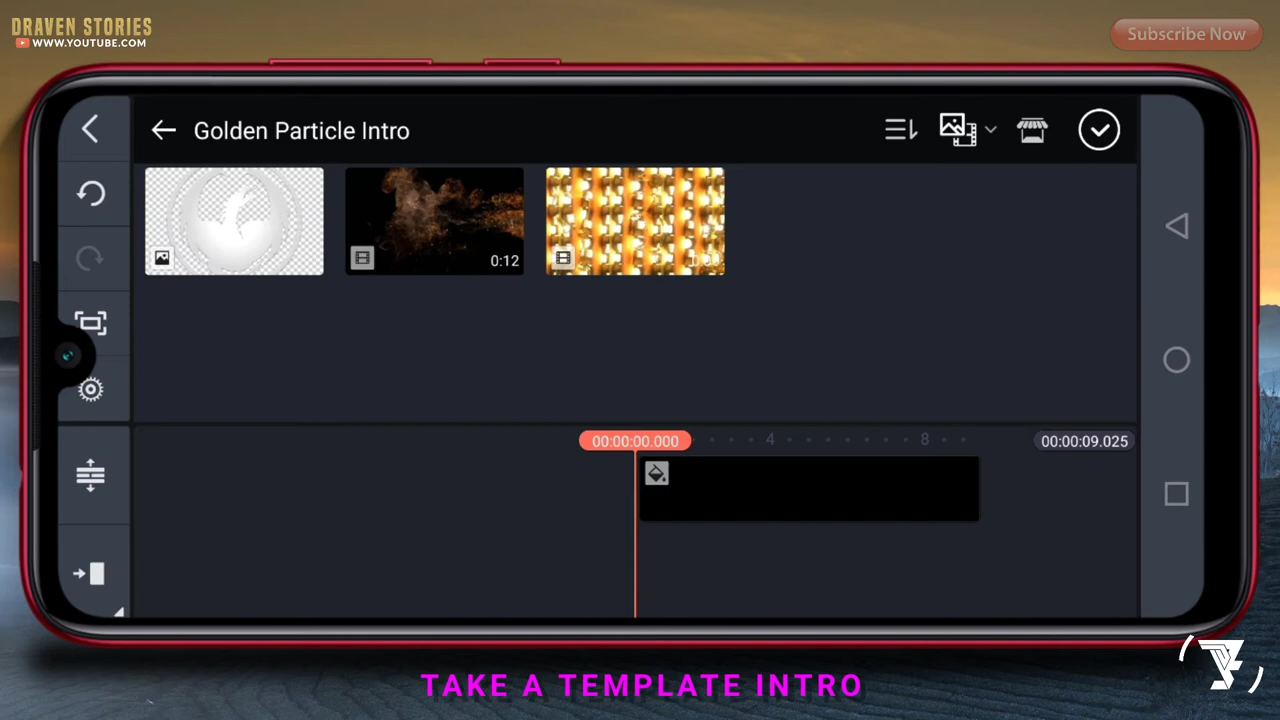 DRAVEN STORIES
WWW.YOUTUBE.COM
Subscribe Now
Golden Particle Intro
0:12
00:00:00.000
4
8
00:00:09.025
TAKE A TEMPLATE INTRO